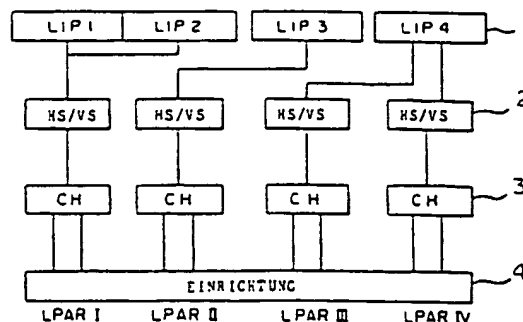 LIP 1 LIP 2 LIP 3 LIP 4
HS/VS HS/VS HS/VS HS/VS 2
CH CH CH CH 3
EINRICHTUNG 4
LPAR I LPAR II LPAR III LPAR IV